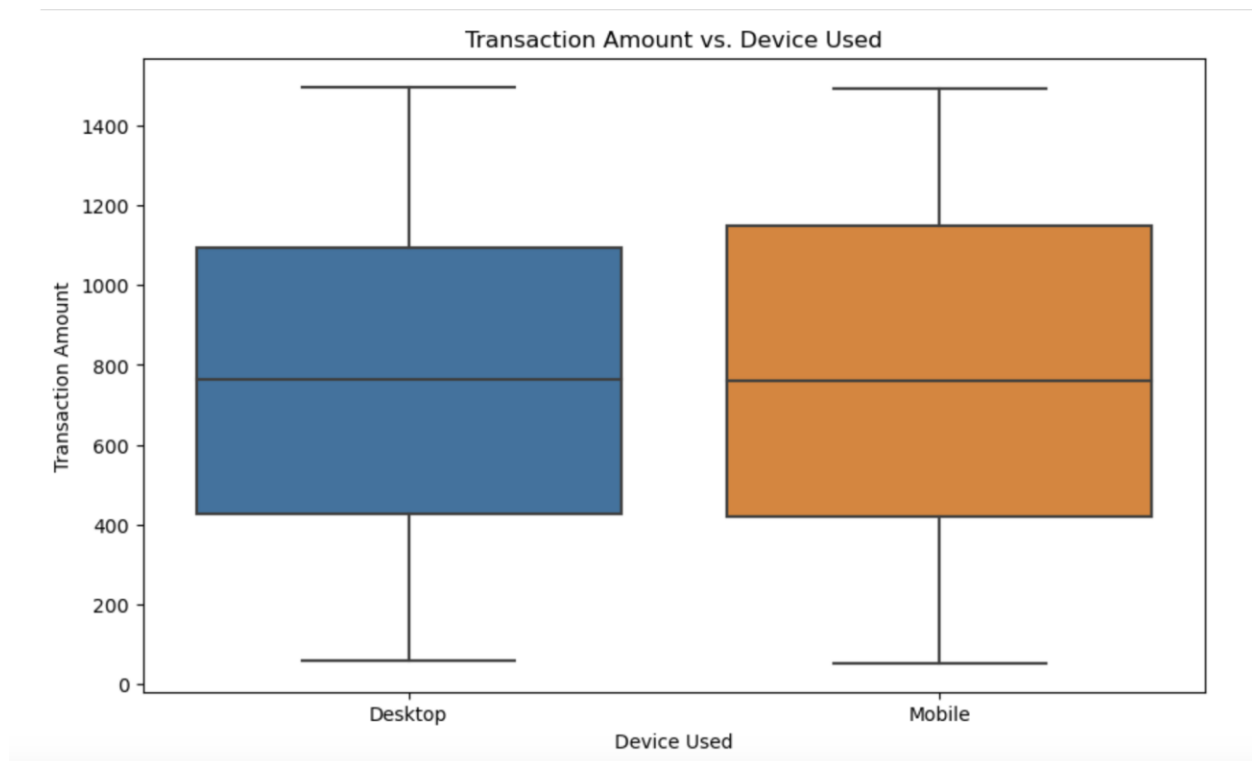 Transaction Amount vs. Device Used
1400
1200
1000
800
600
400
200
0
Transaction Amount
Desktop
Mobile
Device Used